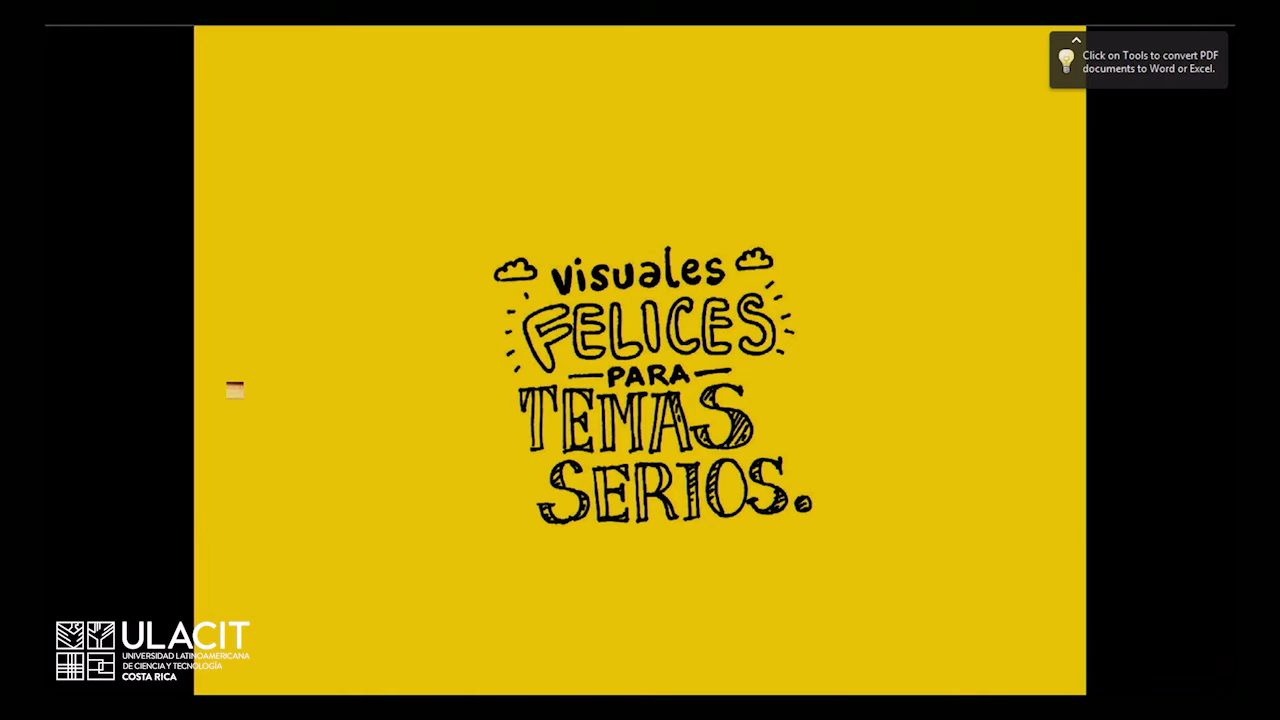 Click on Tools to convert PDF
documents to Word or Excel.
visuales
FELICES
PARA
TEMAS
SERIOS.
ULACIT
UNIVERSIDAD LATINOAMERICANA
DE CIENCIA Y TECNOLOGÍA
COSTA RICA